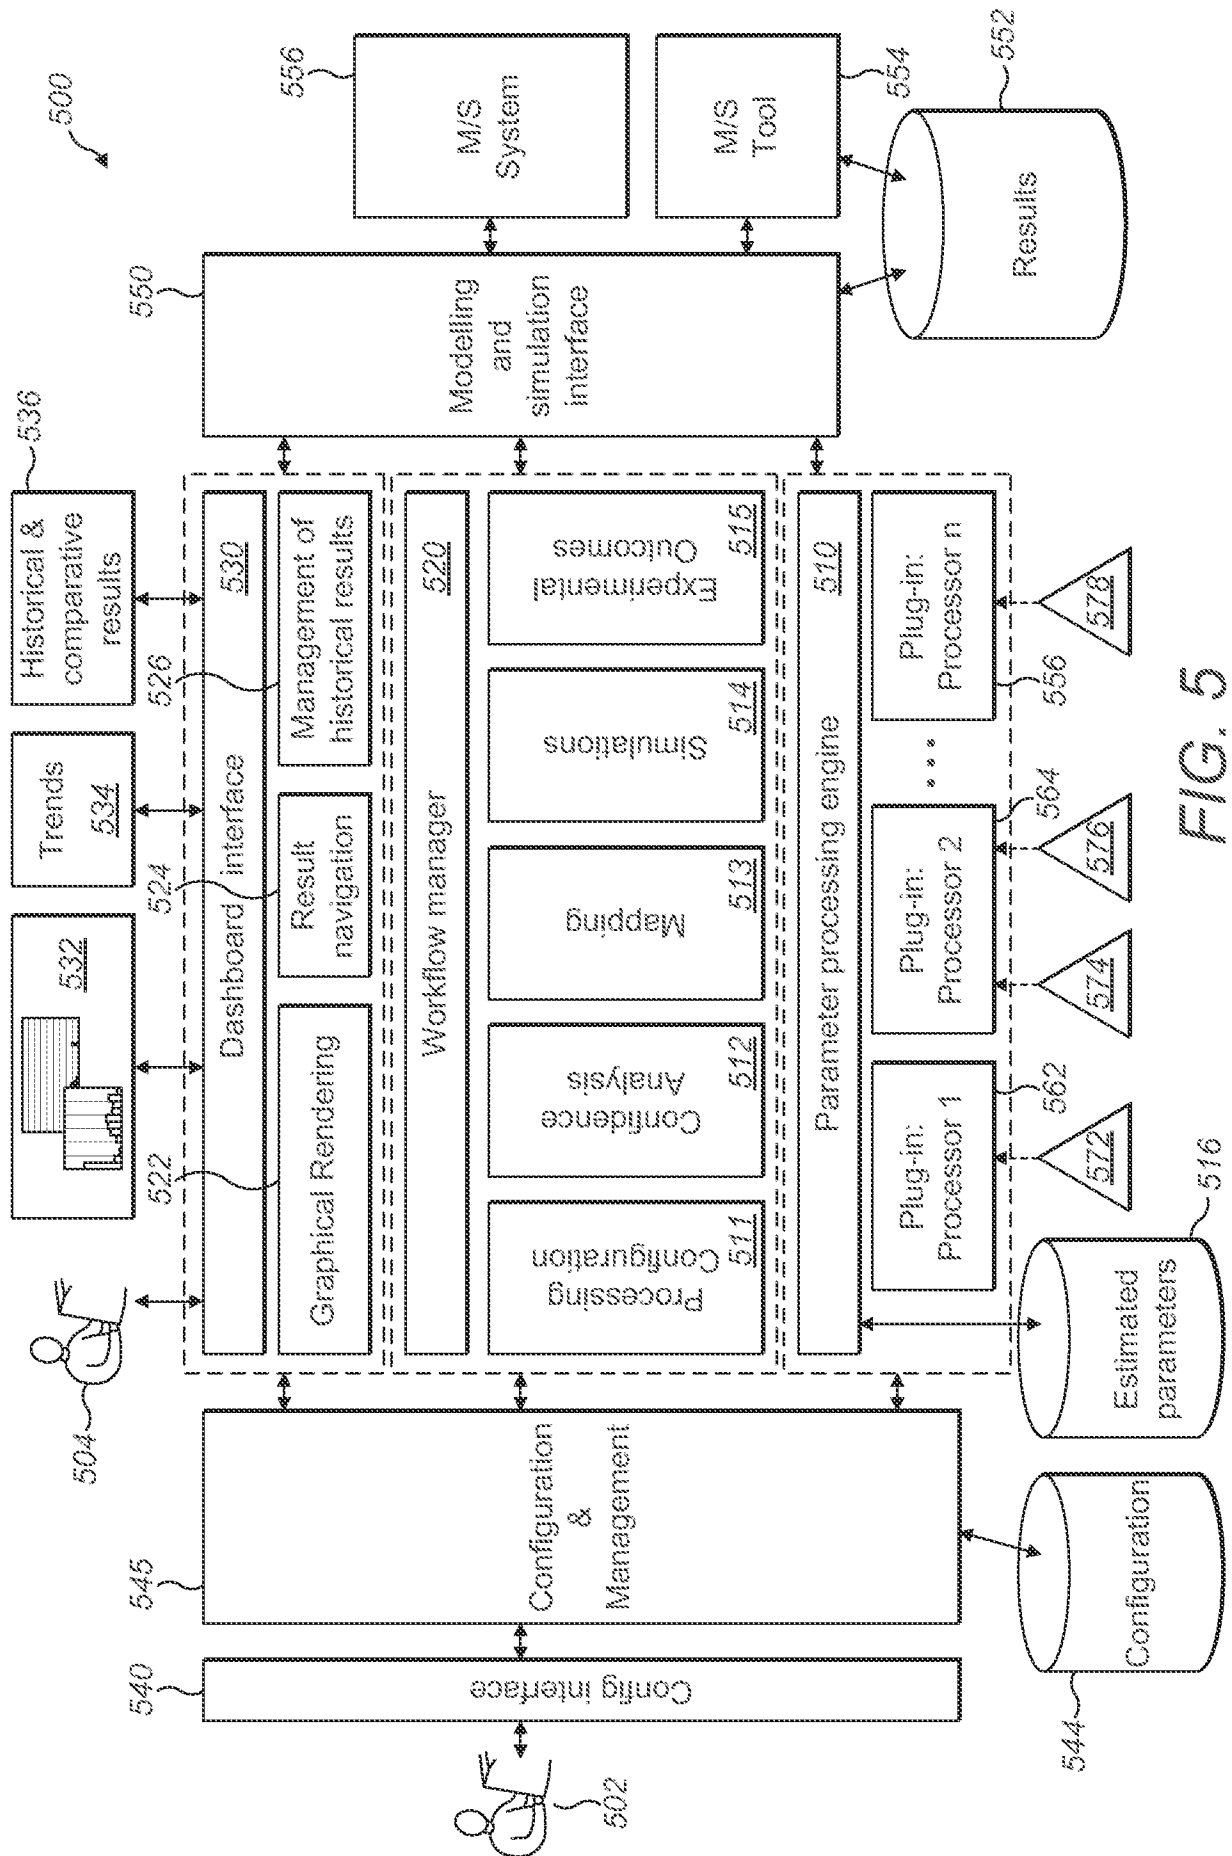 500
504
532
Trends
534
Historical &
comparative
results
536
522
524
526
Dashboard interface
530
Graphical Rendering
Result
navigation
Management of
historical results
Workflow manager
520
Processing
Configuration
511
Confidence
Analysis
512
Mapping
513
Simulations
514
Experimental
Outcomes
515
Parameter processing engine
510
Plug-in:
Processor 1
562
Plug-in:
Processor 2
564
...
Plug-in:
Processor n
556
572
574
576
578
502
540
Config interface
545
Configuration
&
Management
544
Configuration
Estimated
parameters
516
550
Modelling
and
simulation
interface
556
M/S
System
M/S
Tool
554
Results
552
FIG. 5